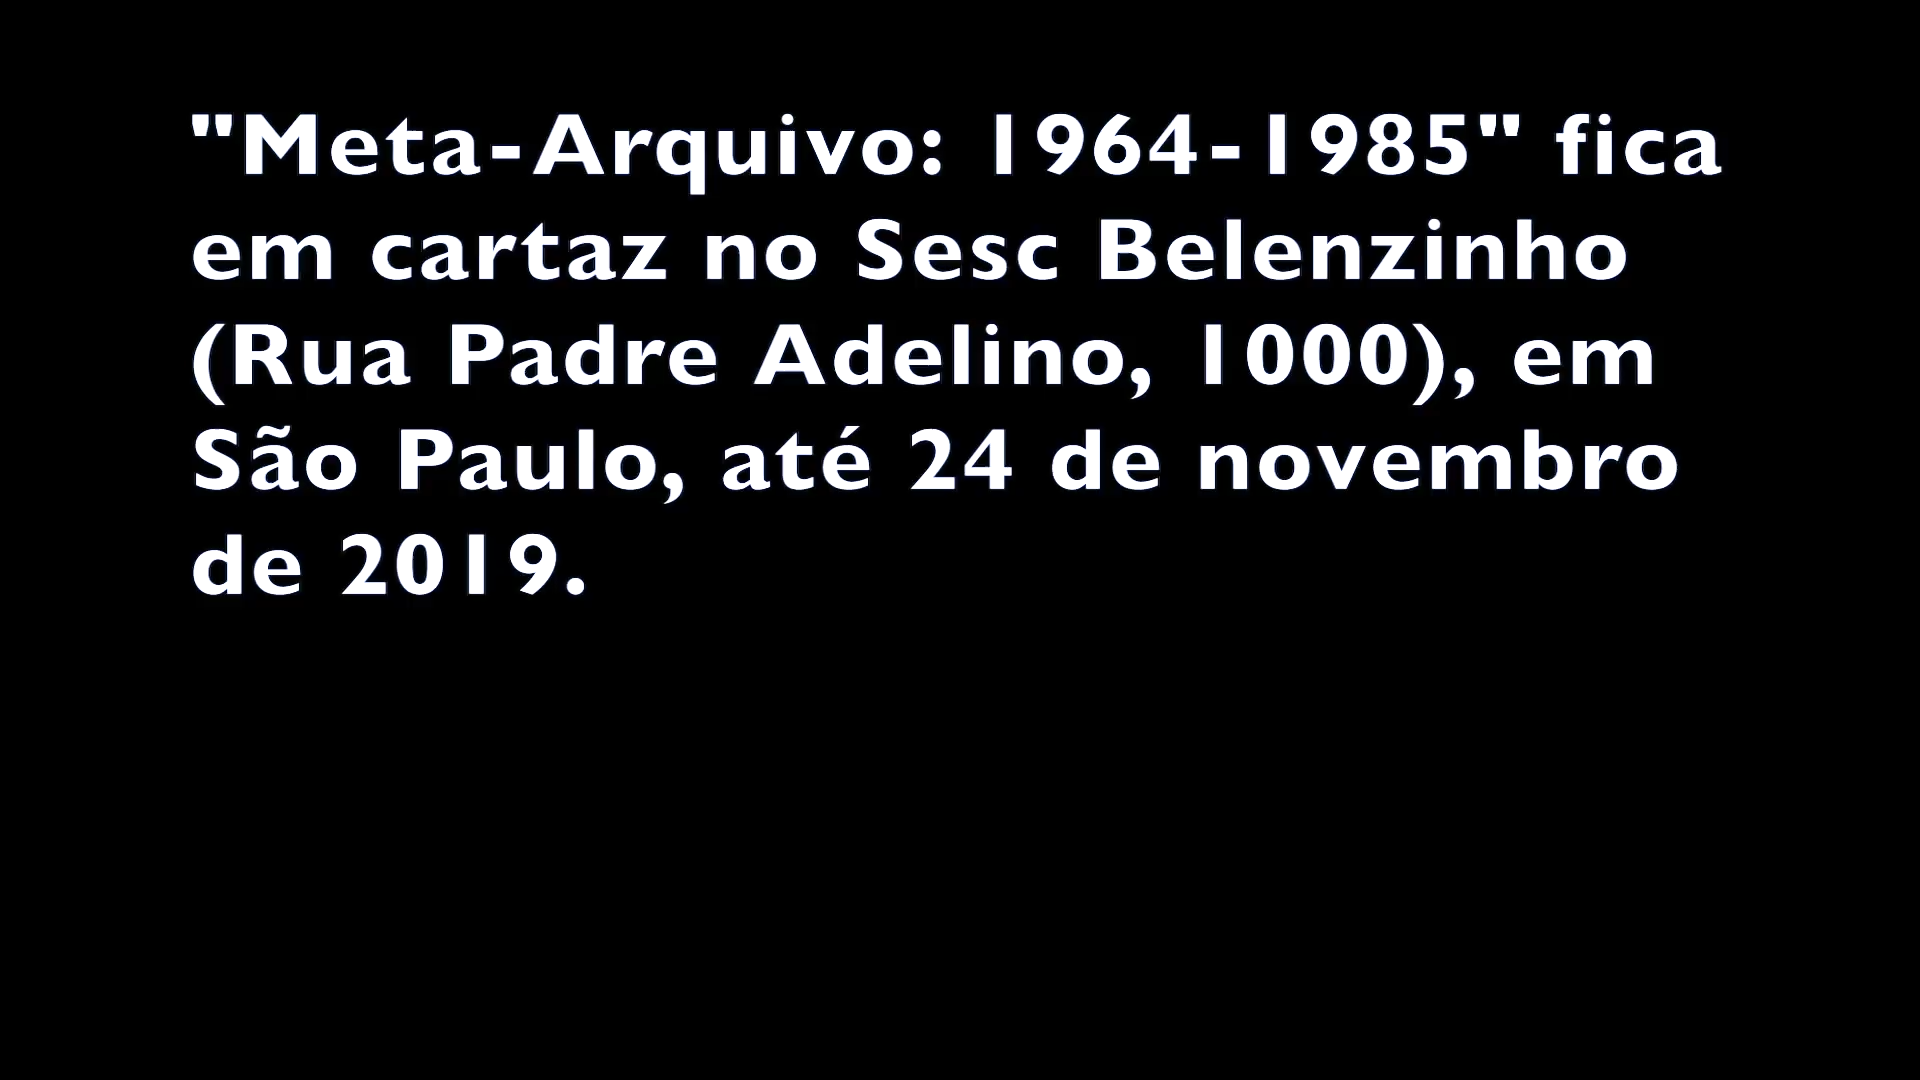 "Meta-Arquivo: 1964-1985" fica
em cartaz no Sesc Belenzinho
(Rua Padre Adelino, 1000), em
São Paulo, até 24 de novembro
de 2019.